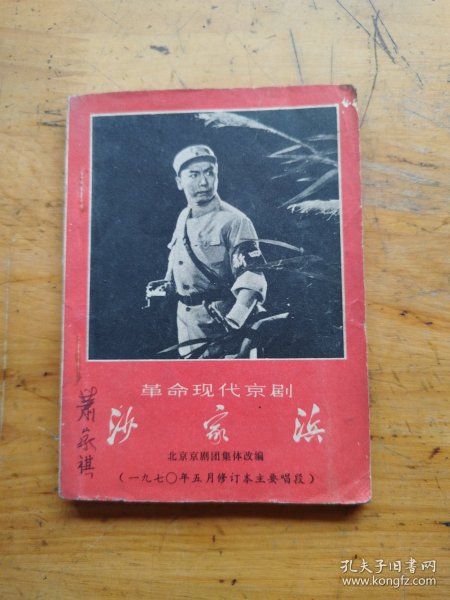 革命现代京剧
沙家浜
北京京剧团集体改编
（一九七〇年五月修订本主要唱段）
萧家祺
新四
孔夫子旧书网
www.kongfz.com